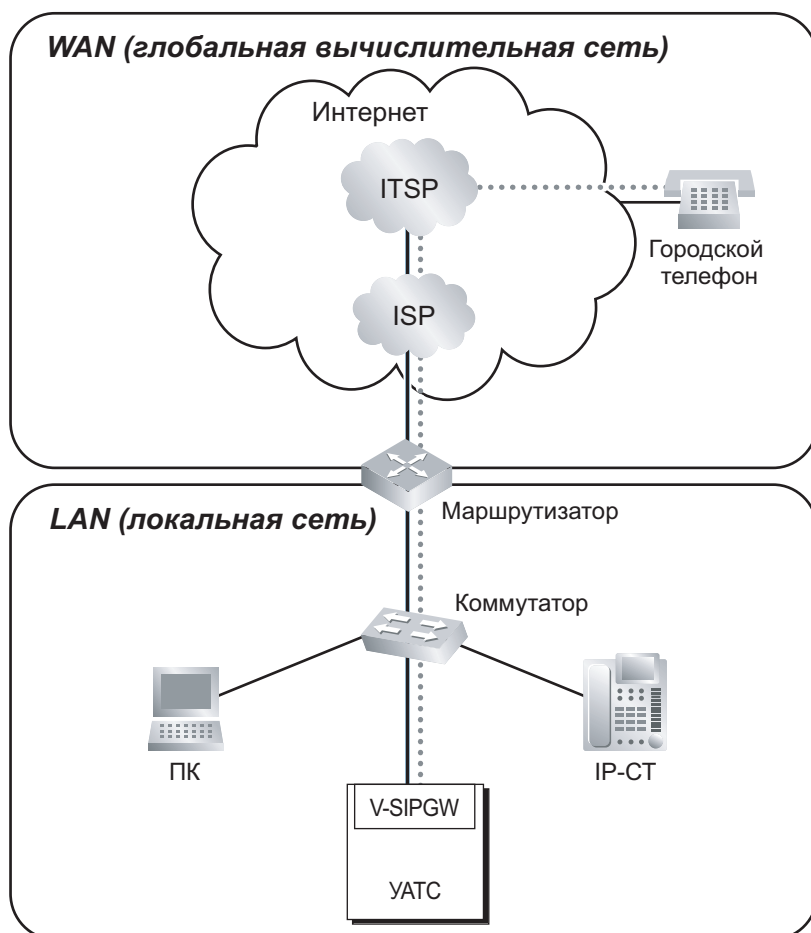 WAN (глобальная вычислительная сеть)
Интернет
ITSP
Городской
телефон
ISP
Маршрутизатор
LAN (локальная сеть)
Коммутатор
ПК
IP-СТ
V-SIPGW
УАТС